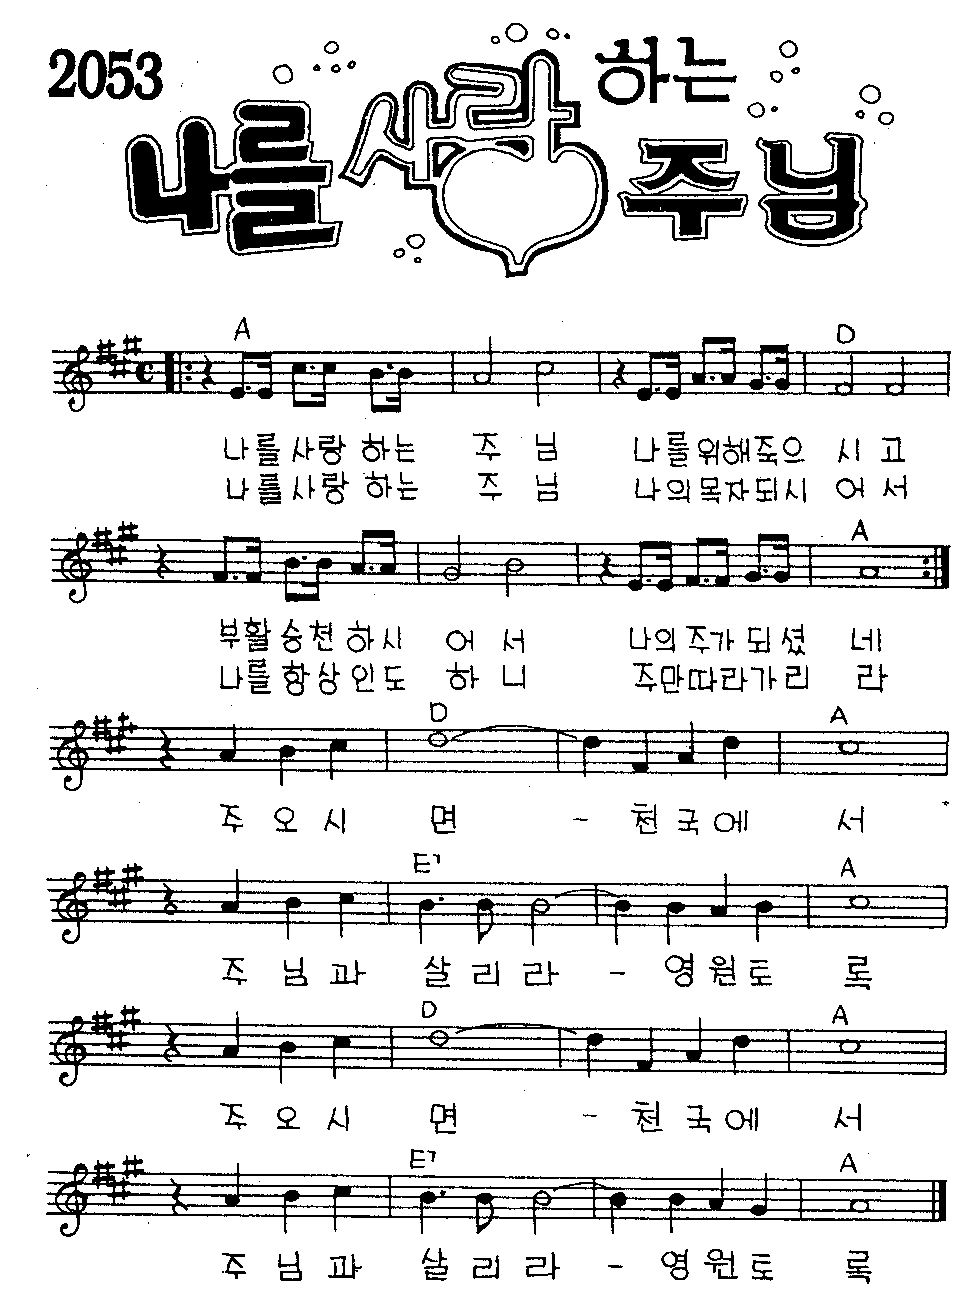 2053
나를 사랑 하는 주님
A D
나를 사랑 하는 주 님 나를 위해 죽으 시 고
나를 사랑 하는 주 님 나의 목자 되시 어 서
A
부활 승천 하시 어 서 나의 주가 되셨 네
나를 항상 인도 하 니 주만 따라가리 라
D A
주 오 시 면 - 천 국 에 서
E7 A
주 님 과 살 리 라 - 영 원 토 록
D A
주 오 시 면 - 천 국 에 서
E7 A
주 님 과 살 리 라 - 영 원 토 록